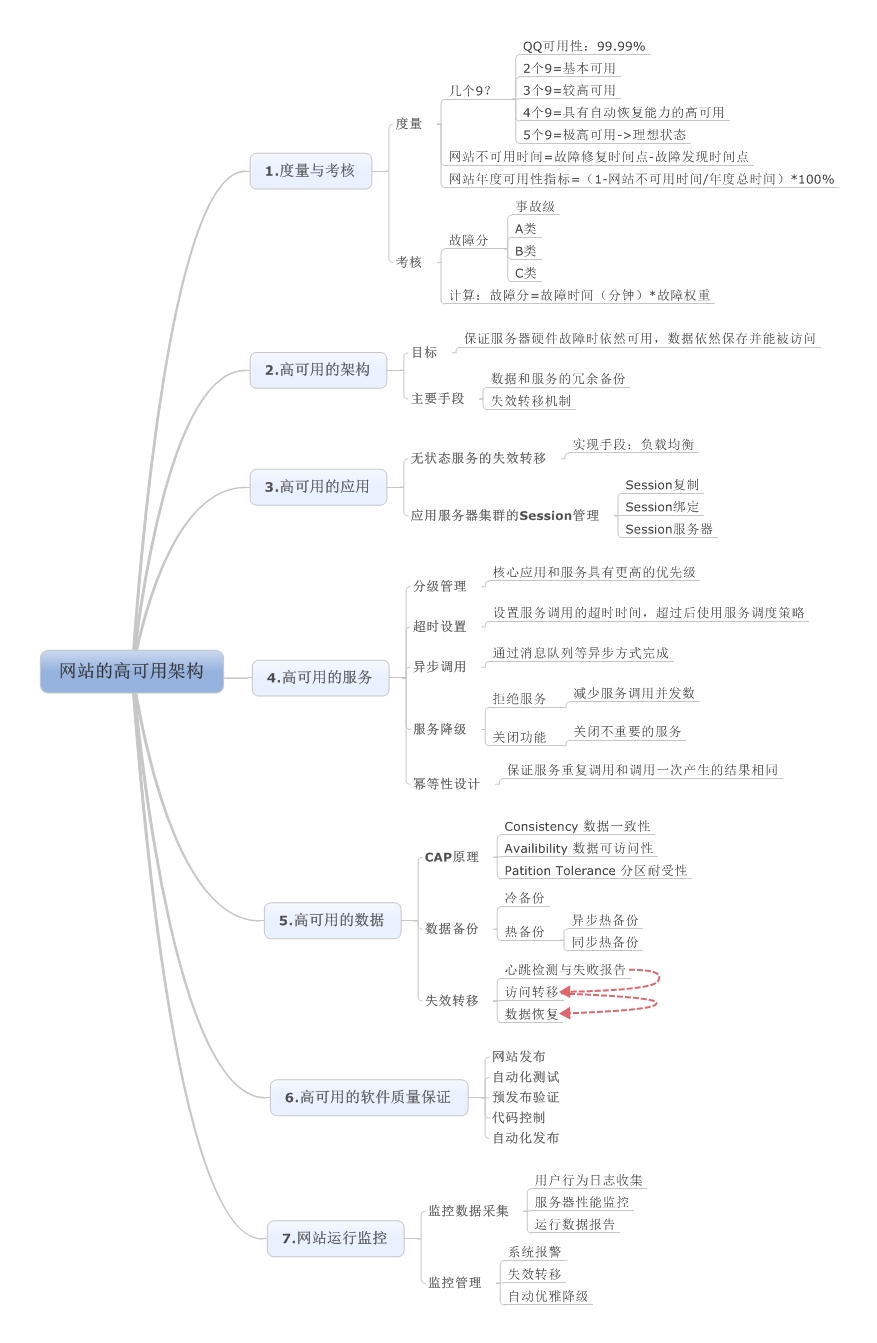 网站的高可用架构
1.度量与考核
度量
几个9？
QQ可用性：99.99%
2个9=基本可用
3个9=较高可用
4个9=具有自动恢复能力的高可用
5个9=极高可用->理想状态
网站不可用时间=故障修复时间点-故障发现时间点
网站年度可用性指标=（1-网站不可用时间/年度总时间）*100%
考核
故障分
事故级
A类
B类
C类
计算：故障分=故障时间（分钟）*故障权重
2.高可用的架构
目标
保证服务器硬件故障时依然可用，数据依然保存并能被访问
主要手段
数据和服务的冗余备份
失效转移机制
3.高可用的应用
无状态服务的失效转移
实现手段：负载均衡
应用服务器集群的Session管理
Session复制
Session绑定
Session服务器
4.高可用的服务
分级管理
核心应用和服务具有更高的优先级
超时设置
设置服务调用的超时时间，超过后使用服务调度策略
异步调用
通过消息队列等异步方式完成
服务降级
拒绝服务
减少服务调用并发数
关闭功能
关闭不重要的服务
幂等性设计
保证服务重复调用和调用一次产生的结果相同
5.高可用的数据
CAP原理
Consistency 数据一致性
Availibility 数据可访问性
Patition Tolerance 分区耐受性
数据备份
冷备份
热备份
异步热备份
同步热备份
失效转移
心跳检测与失败报告
访问转移
数据恢复
6.高可用的软件质量保证
网站发布
自动化测试
预发布验证
代码控制
自动化发布
7.网站运行监控
监控数据采集
用户行为日志收集
服务器性能监控
运行数据报告
监控管理
系统报警
失效转移
自动优雅降级